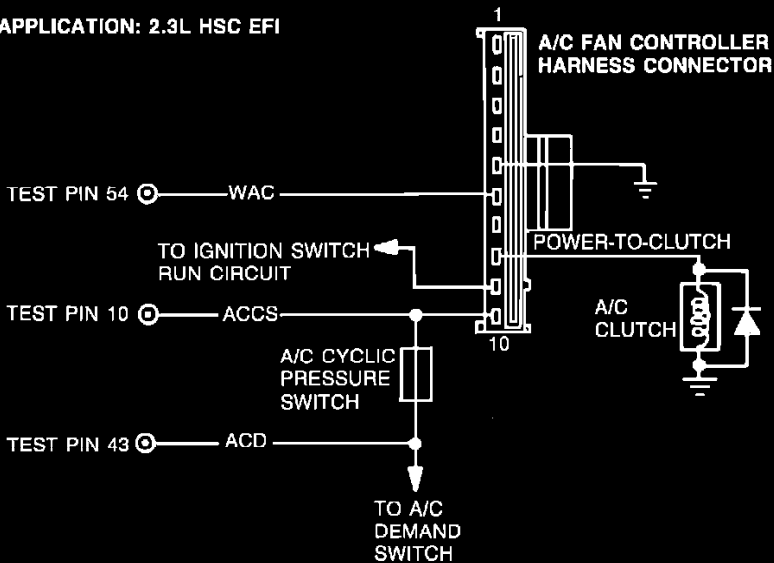 APPLICATION: 2.3L HSC EFI
1
A/C FAN CONTROLLER
HARNESS CONNECTOR
TEST PIN 54
WAC
TO IGNITION SWITCH
RUN CIRCUIT
POWER-TO-CLUTCH
TEST PIN 10
ACCS
A/C
CLUTCH
10
A/C CYCLIC
PRESSURE
SWITCH
TEST PIN 43
ACD
TO A/C
DEMAND
SWITCH